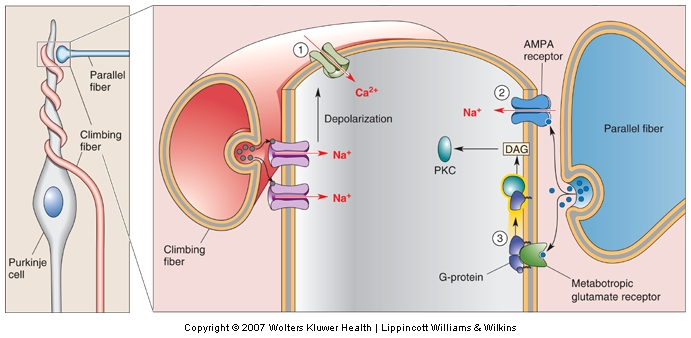 Parallel
fiber
Climbing
fiber
Purkinje
cell
1
Ca2+
Depolarization
Na+
Na+
Climbing
fiber
AMPA
receptor
2
Na+
Parallel fiber
DAG
PKC
3
G-protein
Metabotropic
glutamate receptor
Copyright © 2007 Wolters Kluwer Health | Lippincott Williams & Wilkins